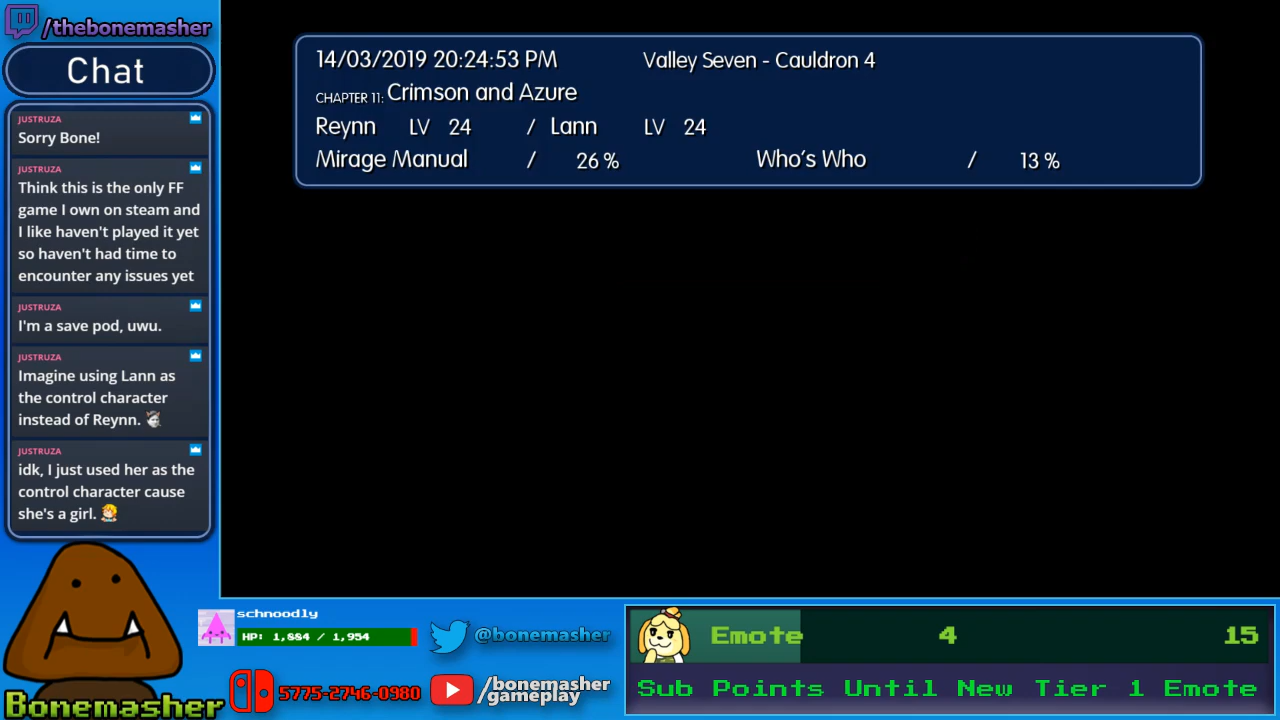 /thebonemasher
Chat
JUSTRUZA
Sorry Bone!
JUSTRUZA
Think this is the only FF
game I own on steam and
I like haven't played it yet
so haven't had time to
encounter any issues yet
JUSTRUZA
I'm a save pod, uwu.
JUSTRUZA
Imagine using Lann as
the control character
instead of Reynn.
JUSTRUZA
idk, I just used her as the
control character cause
she's a girl.
14/03/2019 20:24:53 PM Valley Seven - Cauldron 4
CHAPTER 11: Crimson and Azure
Reynn LV 24 / Lann LV 24
Mirage Manual / 26 % Who's Who / 13 %
Bonemasher
schnoodly
HP: 1,884 / 1,954
5775-2746-0980
@bonemasher
/bonemasher
gameplay
Emote 4 15
Sub Points Until New Tier 1 Emote